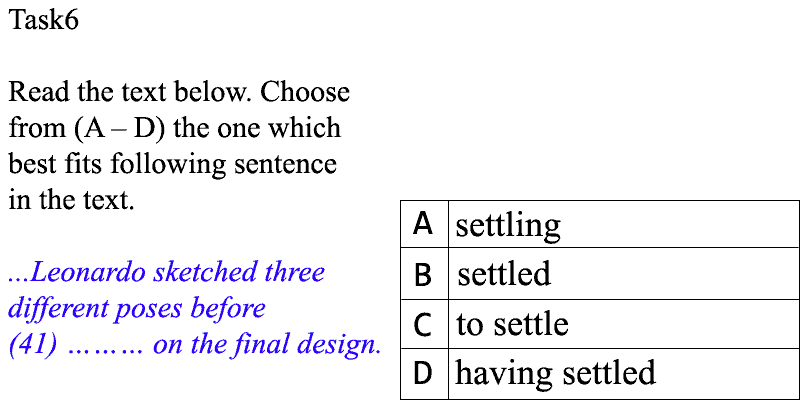 Task6
Read the text below. Choose
from (A – D) the one which
best fits following sentence
in the text.
...Leonardo sketched three
different poses before
(41) ……… on the final design.
A settling
B settled
C to settle
D having settled